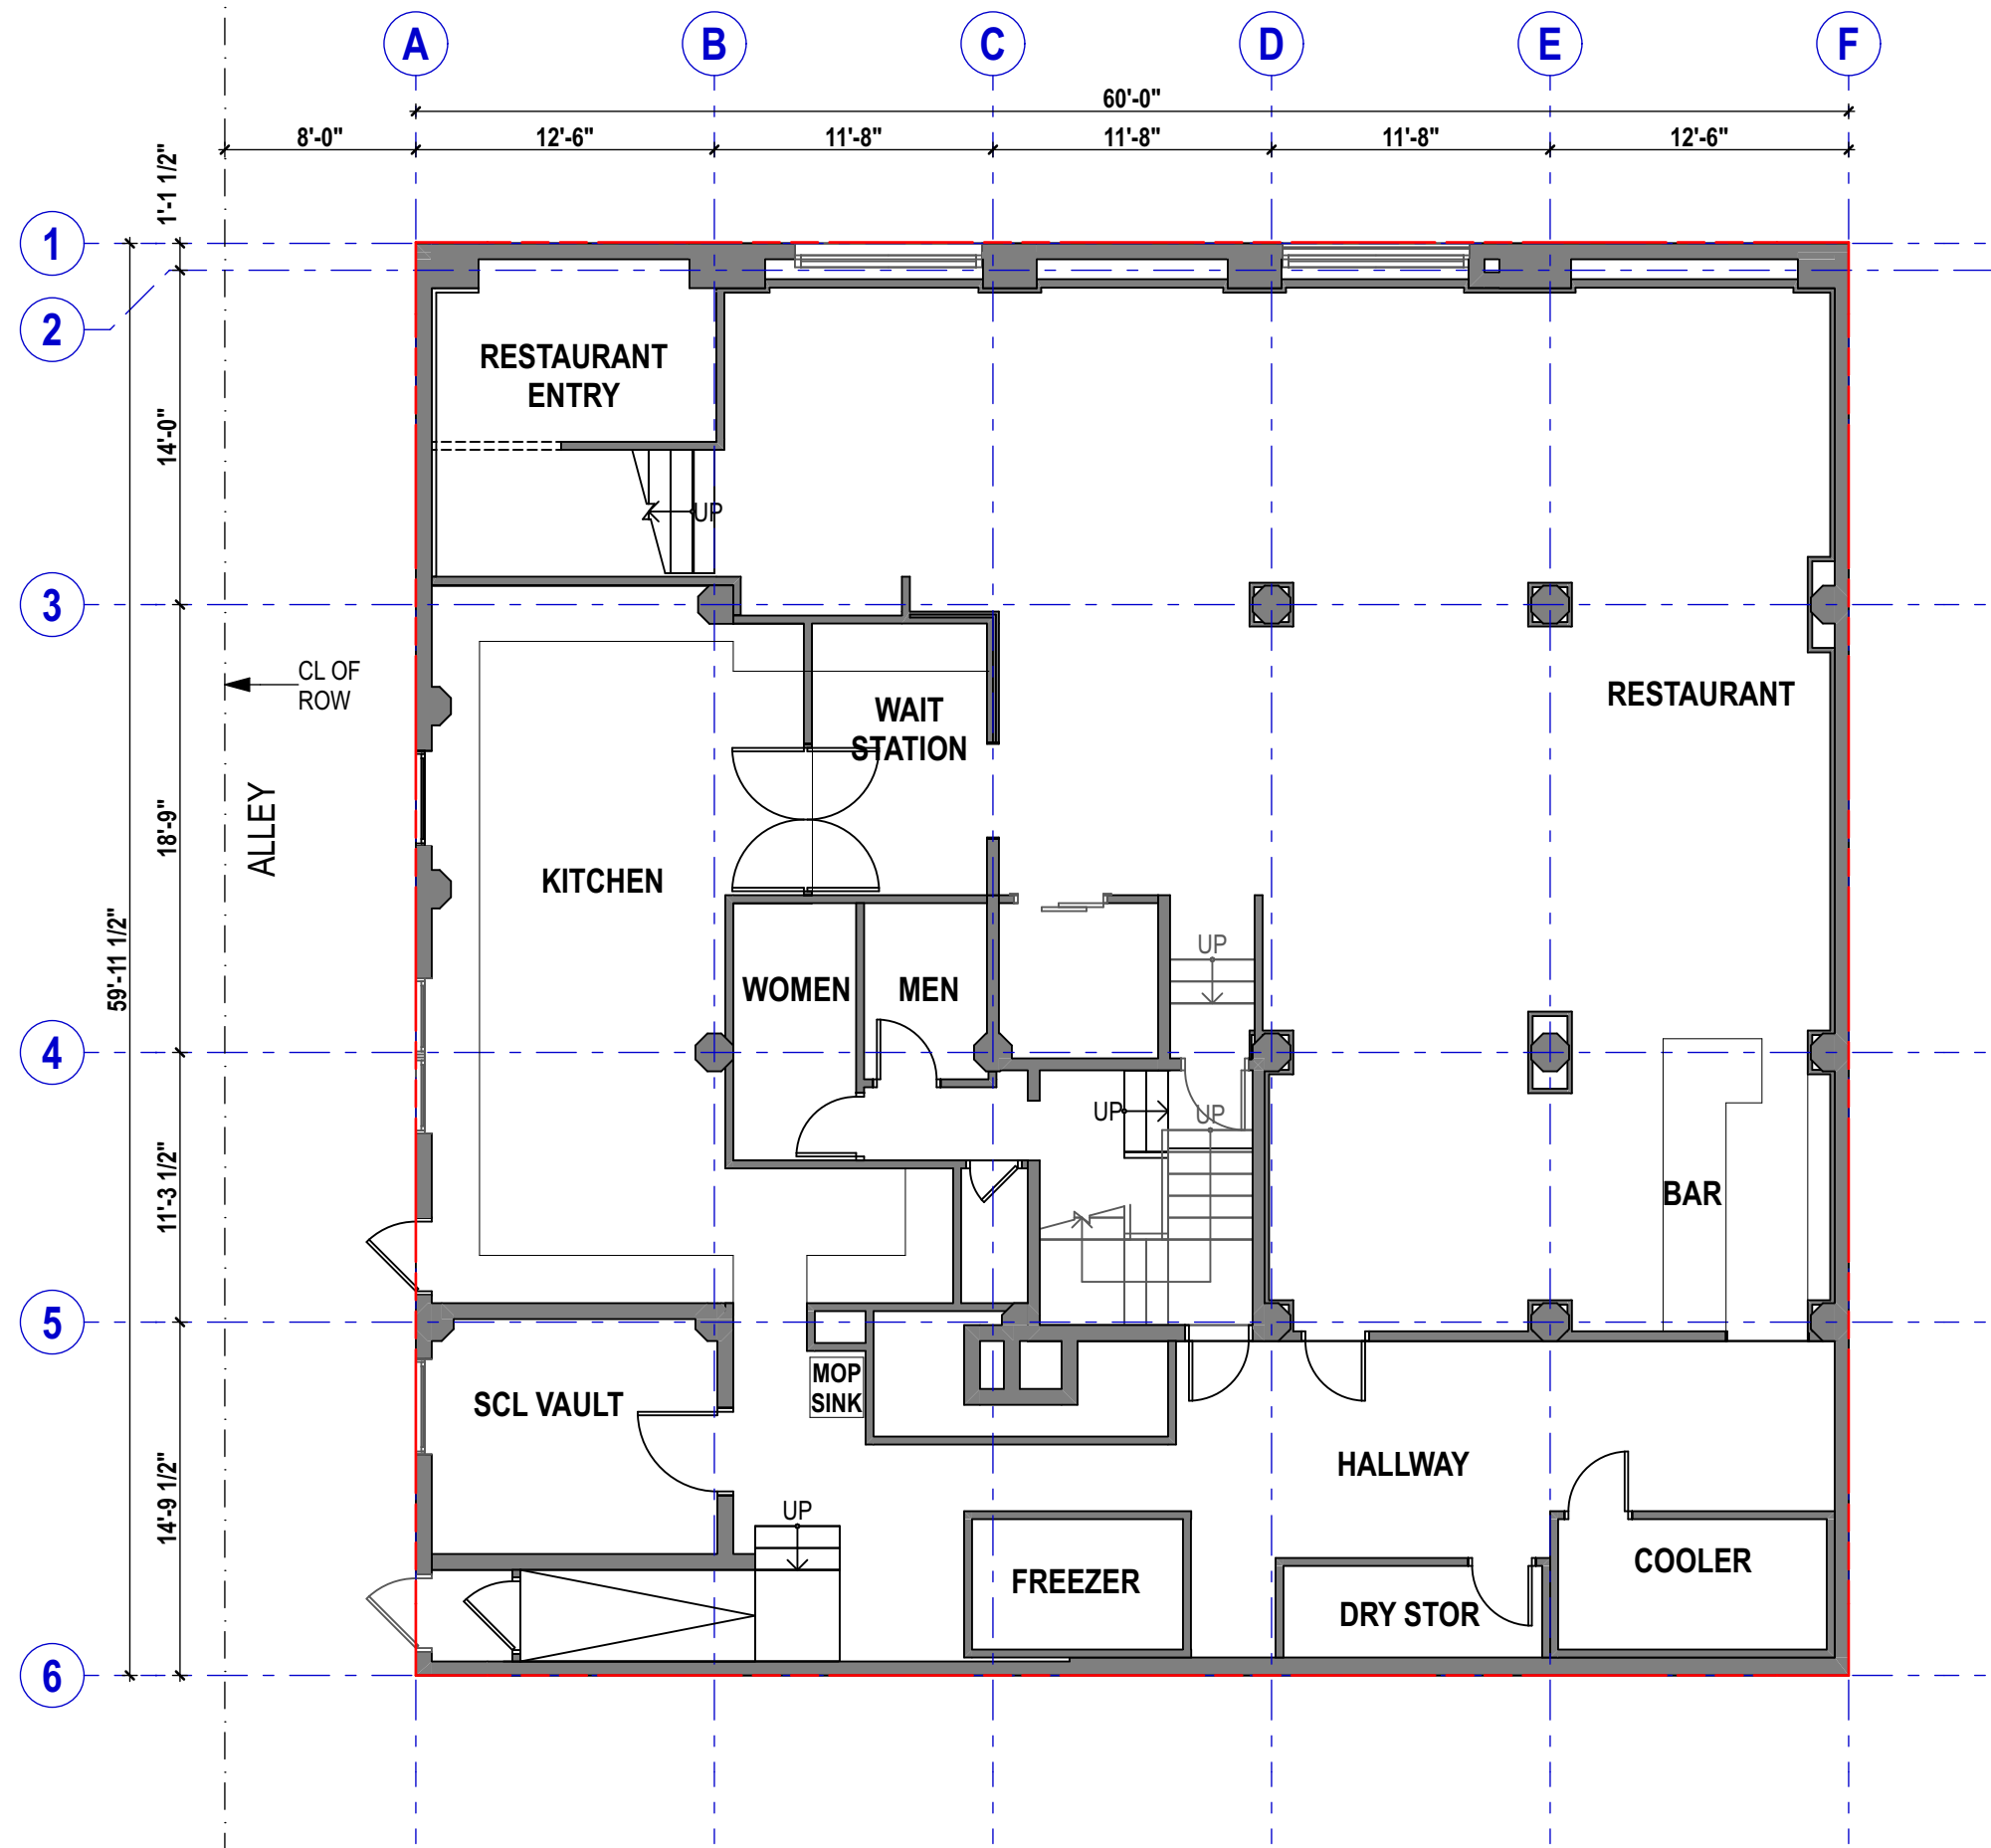 A
B
C
D
E
F
60'-0"
8'-0"
12'-6"
11'-8"
11'-8"
11'-8"
12'-6"
1'-1 1/2"
1
2
RESTAURANT
ENTRY
14'-0"
UP
3
CL OF
ROW
RESTAURANT
WAIT
STATION
ALLEY
18'-9"
KITCHEN
59'-11 1/2"
UP
WOMEN
MEN
4
UP
UP
11'-3 1/2"
BAR
5
MOP
SINK
SCL VAULT
HALLWAY
14'-9 1/2"
UP
FREEZER
COOLER
DRY STOR
6